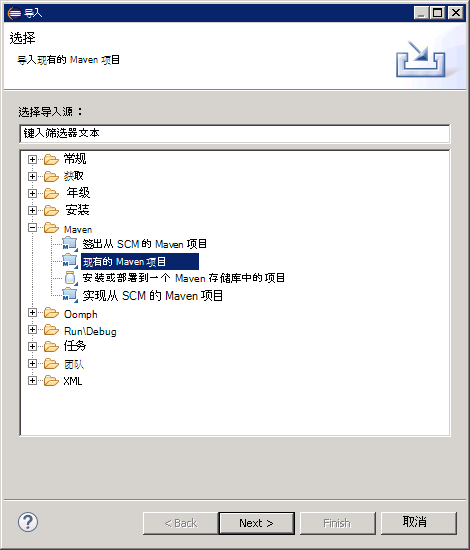 导入
选择
导入现有的 Maven 项目
选择导入源：
键入筛选器文本
常规
获取
年级
安装
Maven
签出从 SCM 的 Maven 项目
现有的 Maven 项目
安装或部署到一个 Maven 存储库中的项目
实现从 SCM 的 Maven 项目
Oomph
Run\Debug
任务
团队
XML
< Back
Next >
Finish
取消